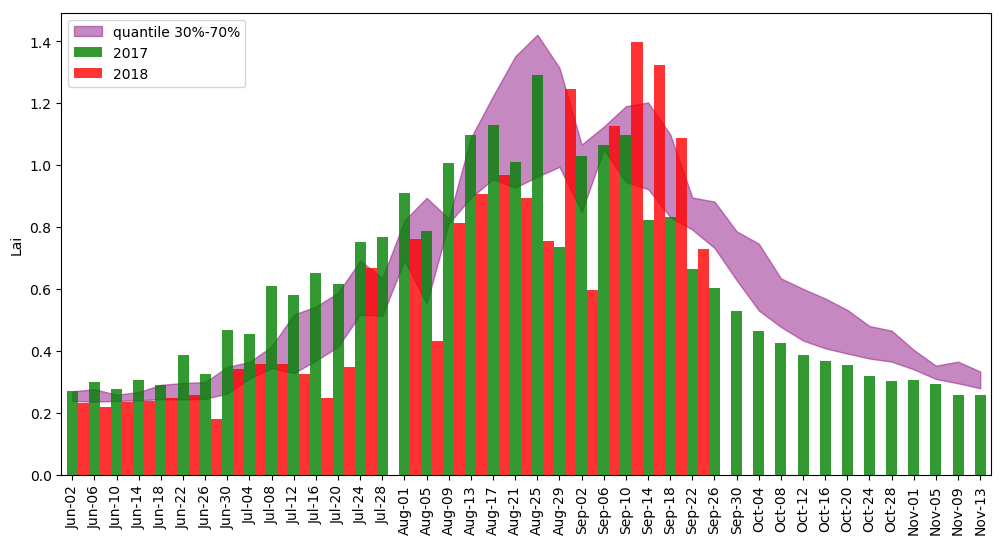 quantile 30%-70%
2017
2018
Lai
1.4
1.2
1.0
0.8
0.6
0.4
0.2
0.0
Jun-02
Jun-06
Jun-10
Jun-14
Jun-18
Jun-22
Jun-26
Jun-30
Jul-04
Jul-08
Jul-12
Jul-16
Jul-20
Jul-24
Jul-28
Aug-01
Aug-05
Aug-09
Aug-13
Aug-17
Aug-21
Aug-25
Aug-29
Sep-02
Sep-06
Sep-10
Sep-14
Sep-18
Sep-22
Sep-26
Sep-30
Oct-04
Oct-08
Oct-12
Oct-16
Oct-20
Oct-24
Oct-28
Nov-01
Nov-05
Nov-09
Nov-13